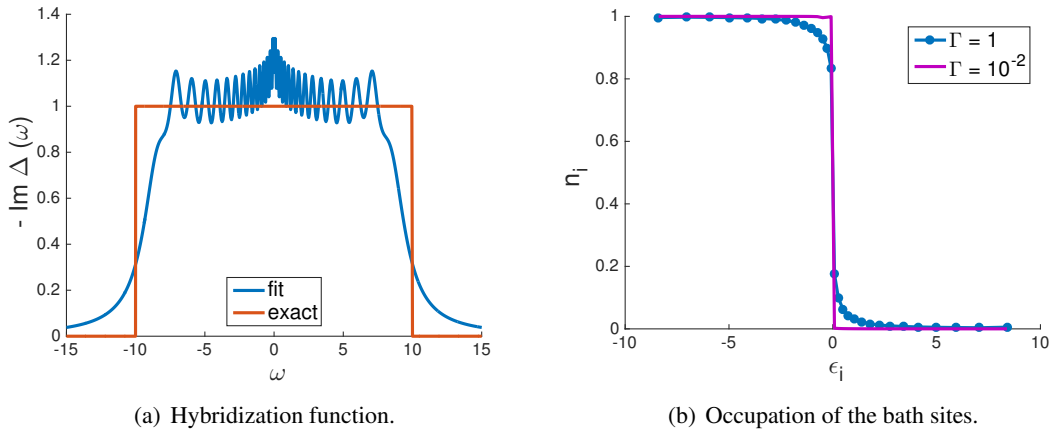 1.4
1.2
1
0.8
0.6
0.4
0.2
0
- Im Δ (ω)
fit
exact
-15 -10 -5 0 5 10 15
ω
(a) Hybridization function.
1
0.8
0.6
0.4
0.2
0
n_i
Γ = 1
Γ = 10^-2
-10 -5 0 5 10
ϵ_i
(b) Occupation of the bath sites.